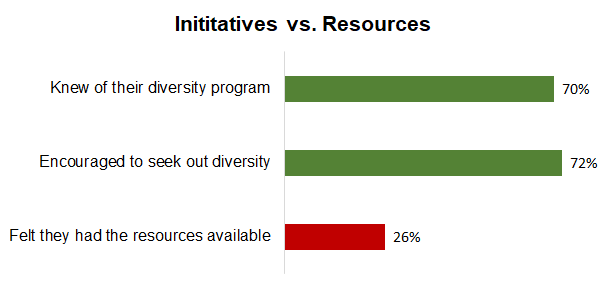 Inititatives vs. Resources
Knew of their diversity program 70%
Encouraged to seek out diversity 72%
Felt they had the resources available 26%